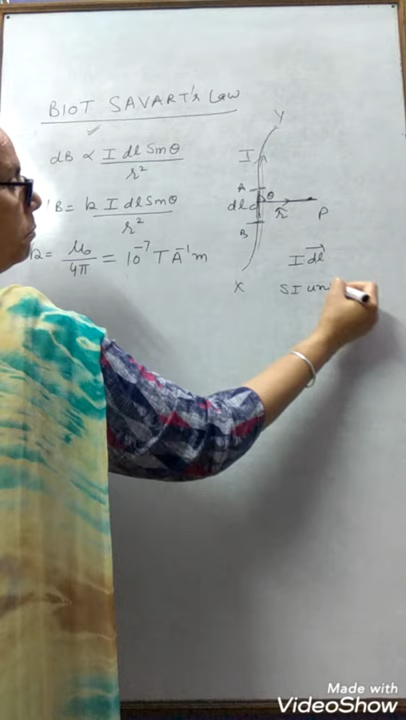 BIOT SAVART's Law
dB ∝ I dl Sinθ / r²
B = k I dl Sinθ / r²
k = μ₀/4π = 10⁻⁷ T A⁻¹ m
Y
I
A
dl C θ
r P
B
X
I dl
SI un
Made with
VideoShow